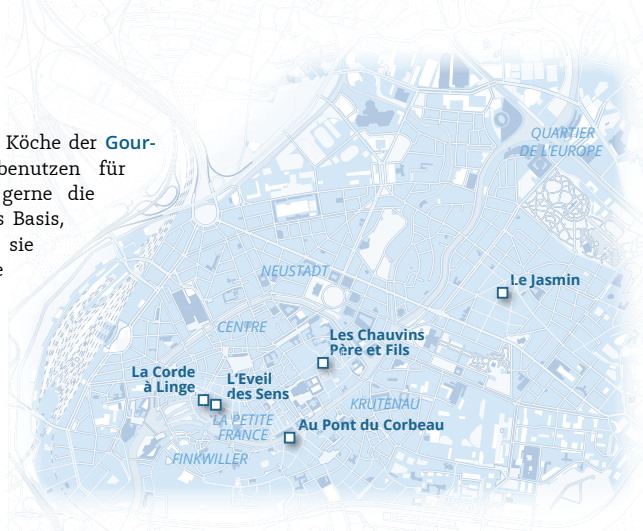 Köche der Gour-
benutzen für
gerne die
s Basis,
sie
e
QUARTIER
DE L'EUROPE
NEUSTADT
Le Jasmin
CENTRE
Les Chauvins
Père et Fils
La Corde
à Linge
L'Eveil
des Sens
KRUTENAU
LA PETITE
FRANCE
Au Pont du Corbeau
FINKWILLER